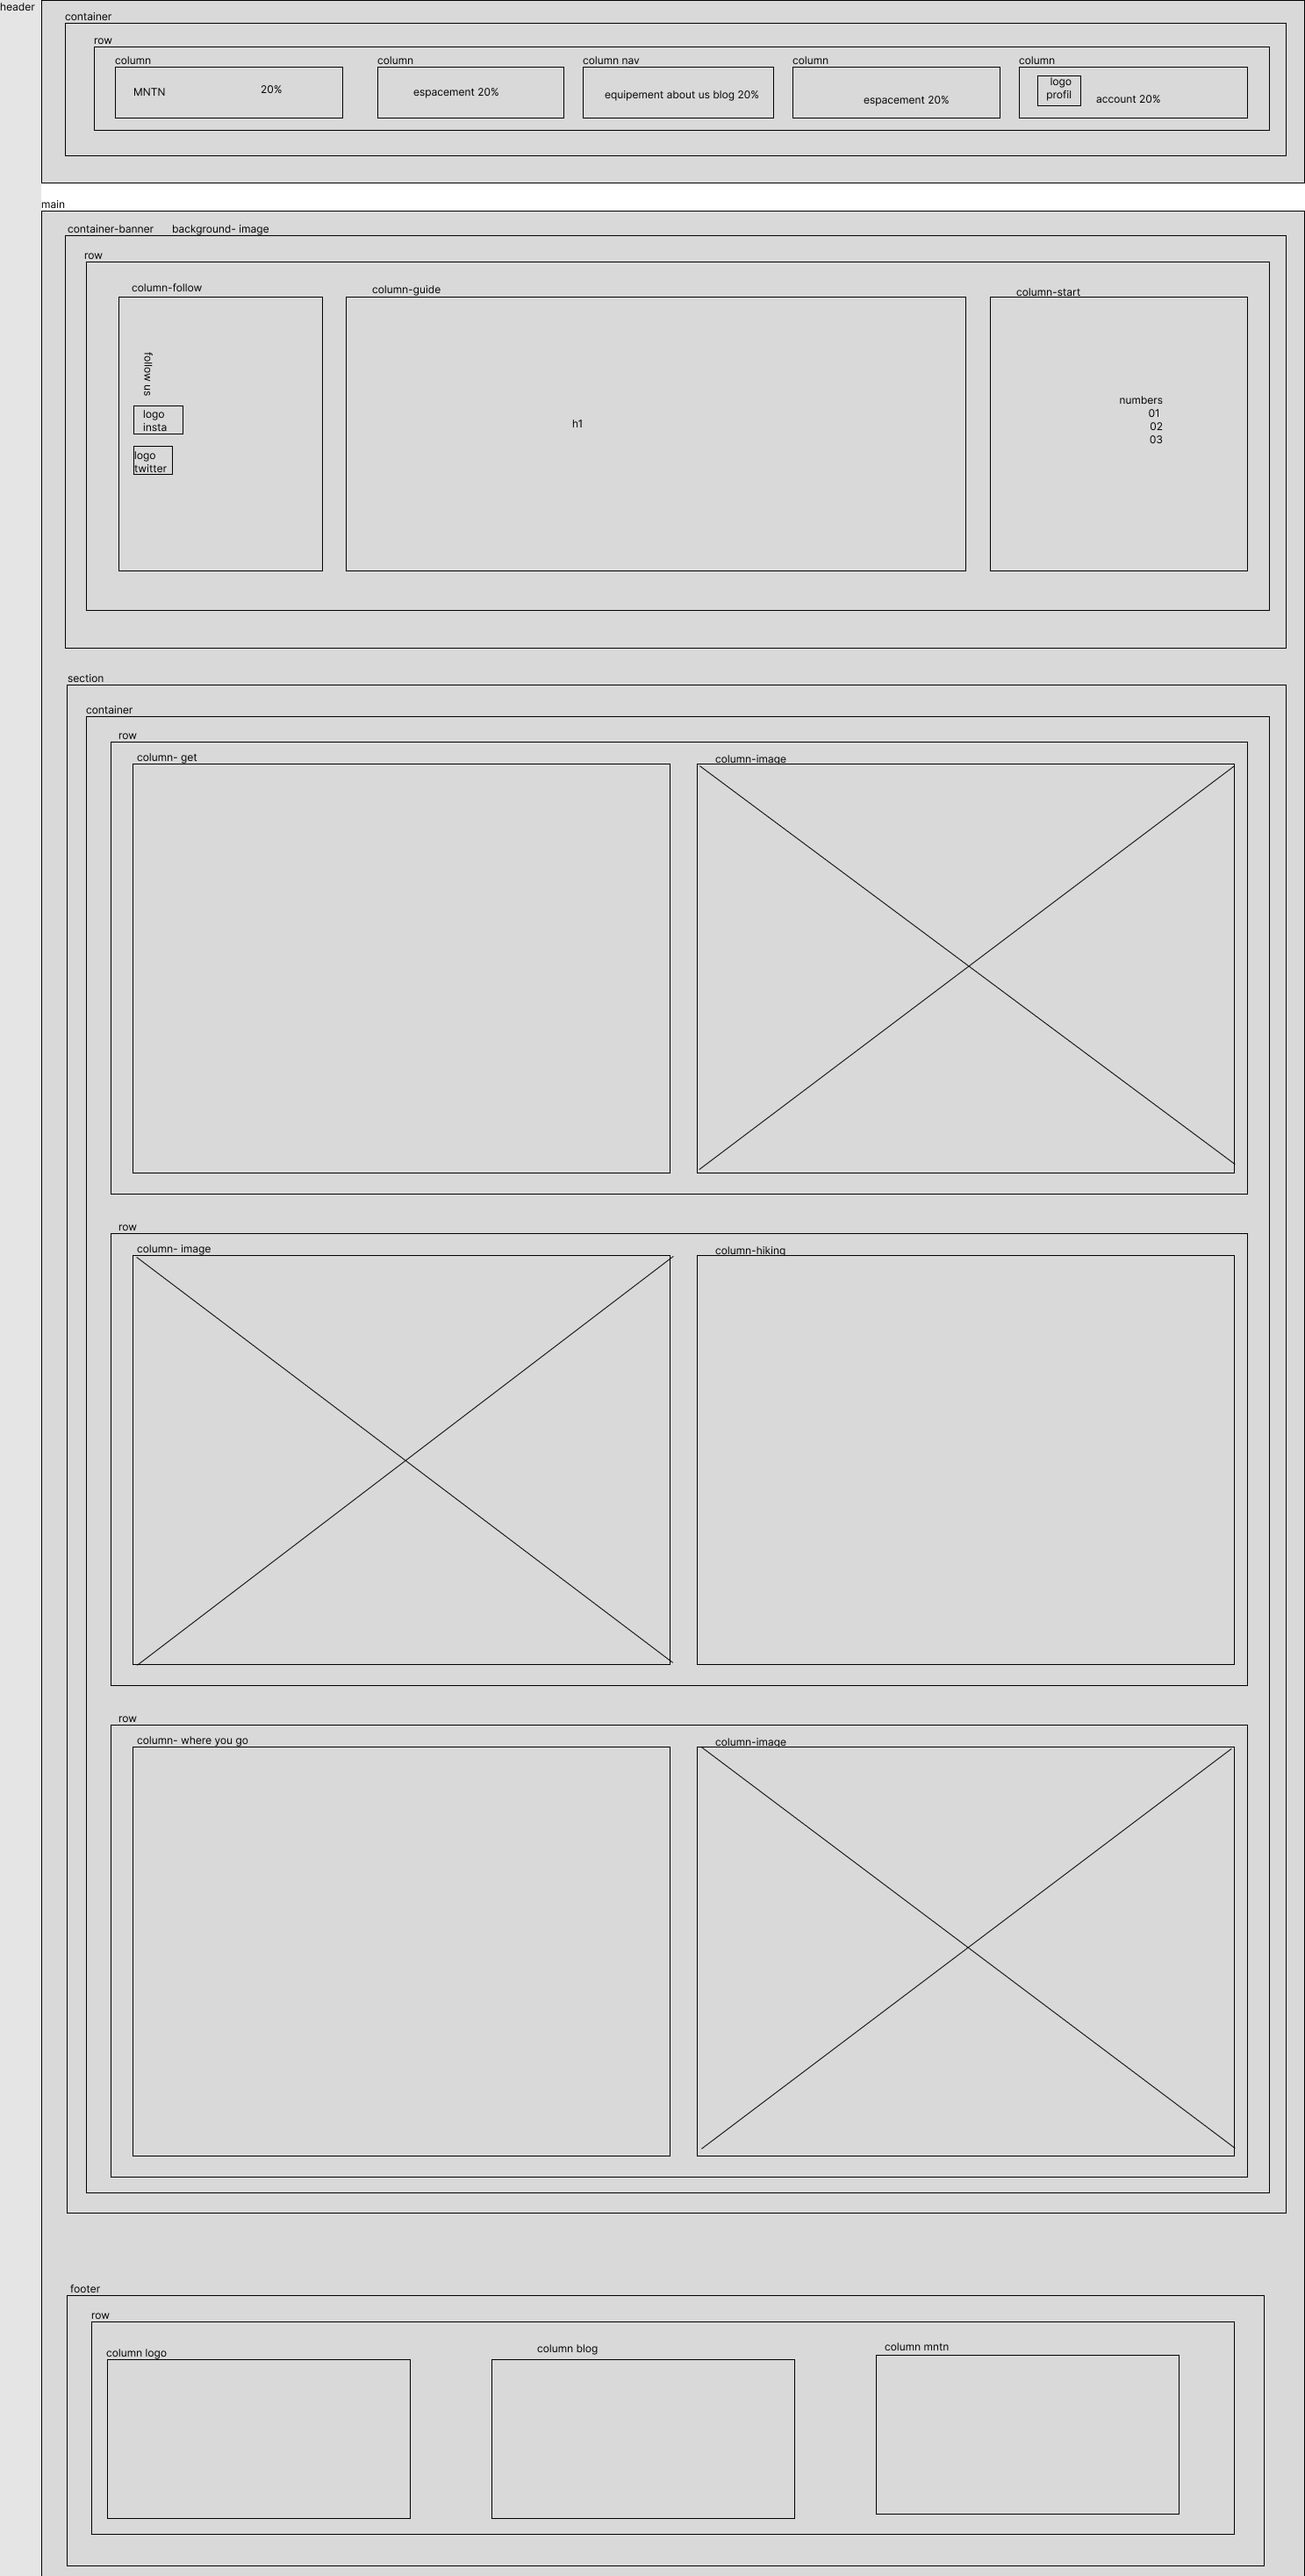 header
container
row
column
column
column nav
column
column
MNTN
20%
espacement 20%
equipement about us blog 20%
espacement 20%
logo
profil
account 20%
main
container-banner
background- image
row
column-follow
column-guide
column-start
follow us
logo
insta
logo
twitter
h1
numbers
01
02
03
section
container
row
column- get
column-image
row
column- image
column-hiking
row
column- where you go
column-image
footer
row
column logo
column blog
column mntn